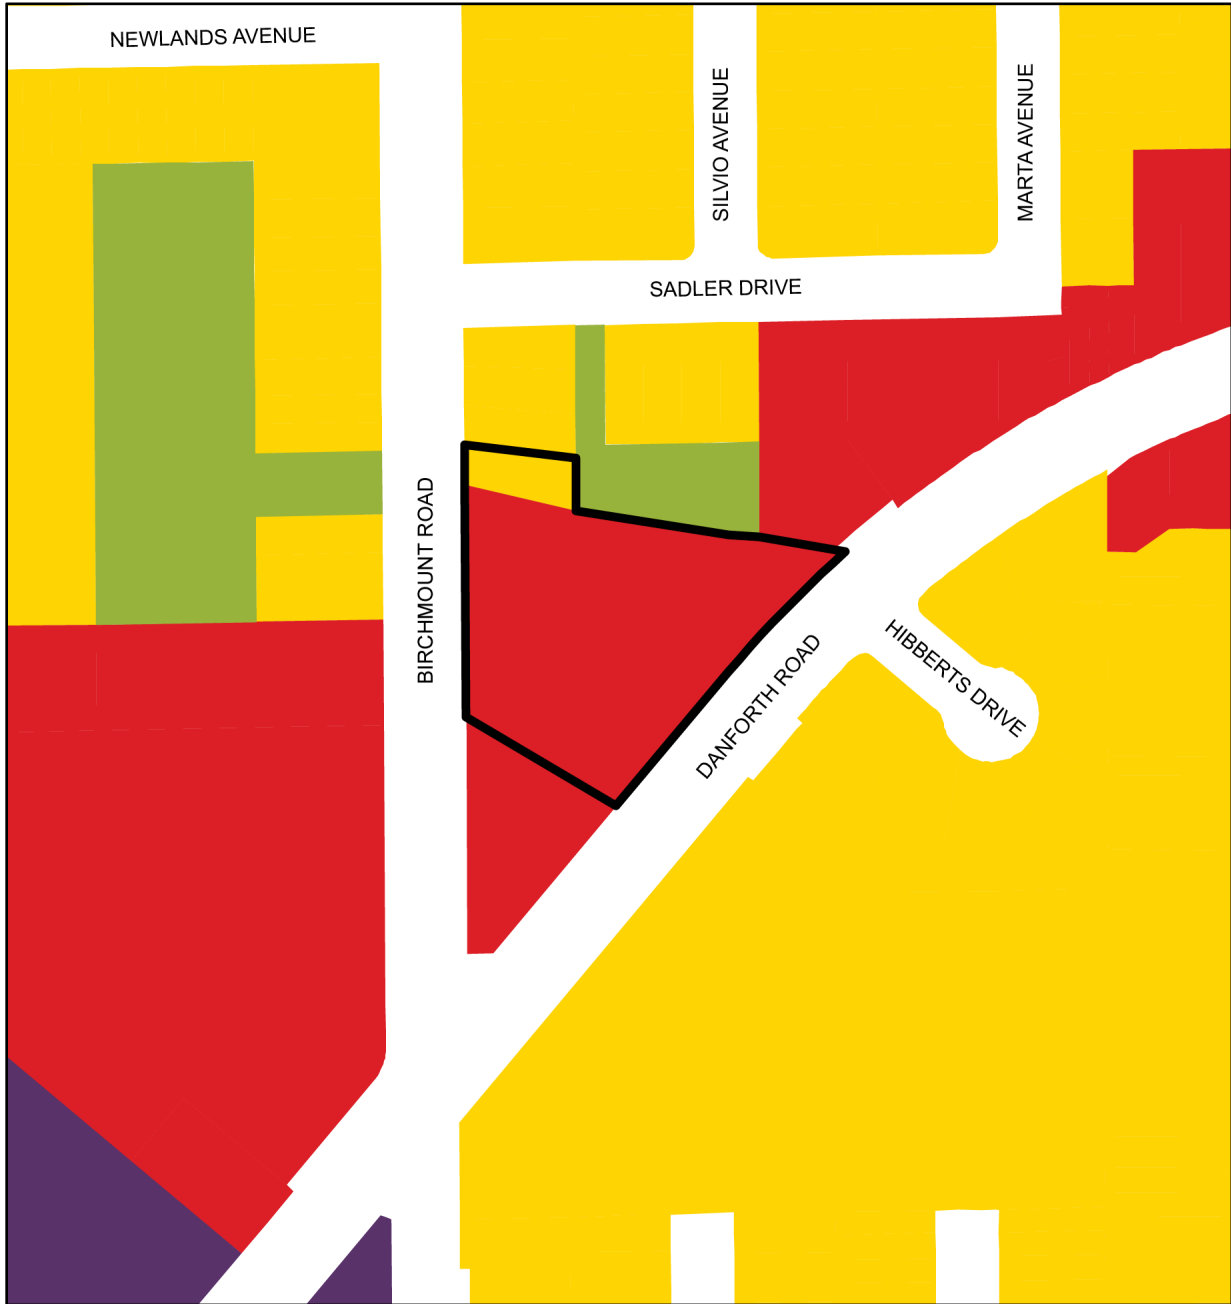 NEWLANDS AVENUE
SILVIO AVENUE
MARTA AVENUE
SADLER DRIVE
BIRCHMOUNT ROAD
DANFORTH ROAD
HIBBERTS DRIVE